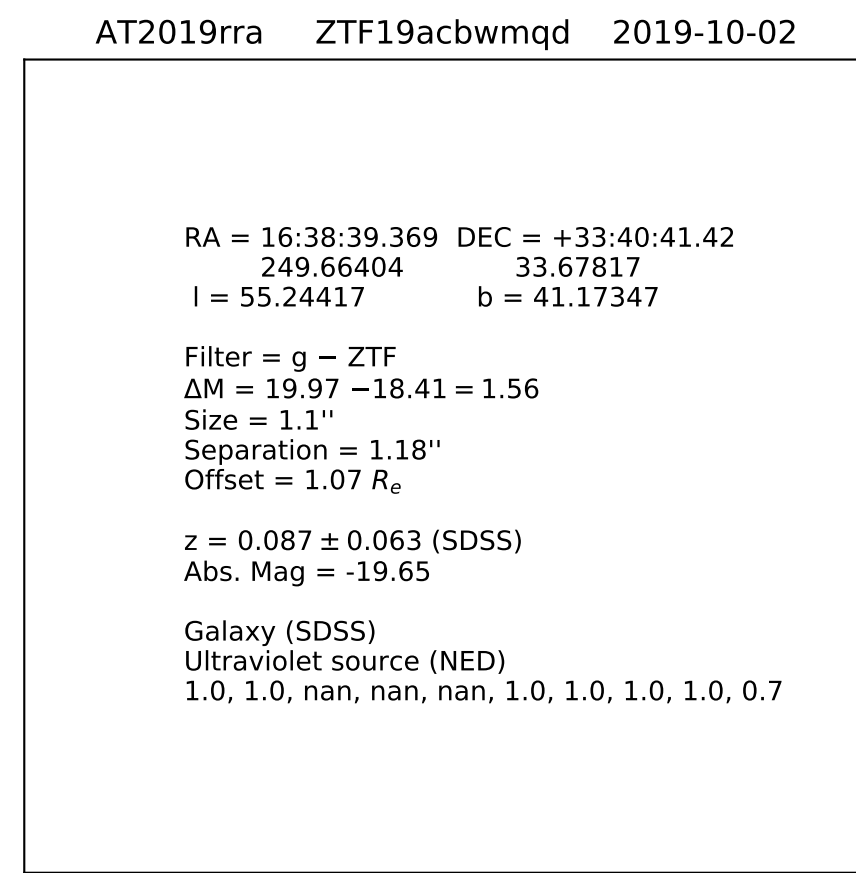 AT2019rra ZTF19acbwmqd 2019-10-02
RA = 16:38:39.369 DEC = +33:40:41.42
249.66404 33.67817
l = 55.24417 b = 41.17347
Filter = g − ZTF
ΔM = 19.97 −18.41 = 1.56
Size = 1.1''
Separation = 1.18''
Offset = 1.07 Re
z = 0.087 ± 0.063 (SDSS)
Abs. Mag = -19.65
Galaxy (SDSS)
Ultraviolet source (NED)
1.0, 1.0, nan, nan, nan, 1.0, 1.0, 1.0, 1.0, 0.7